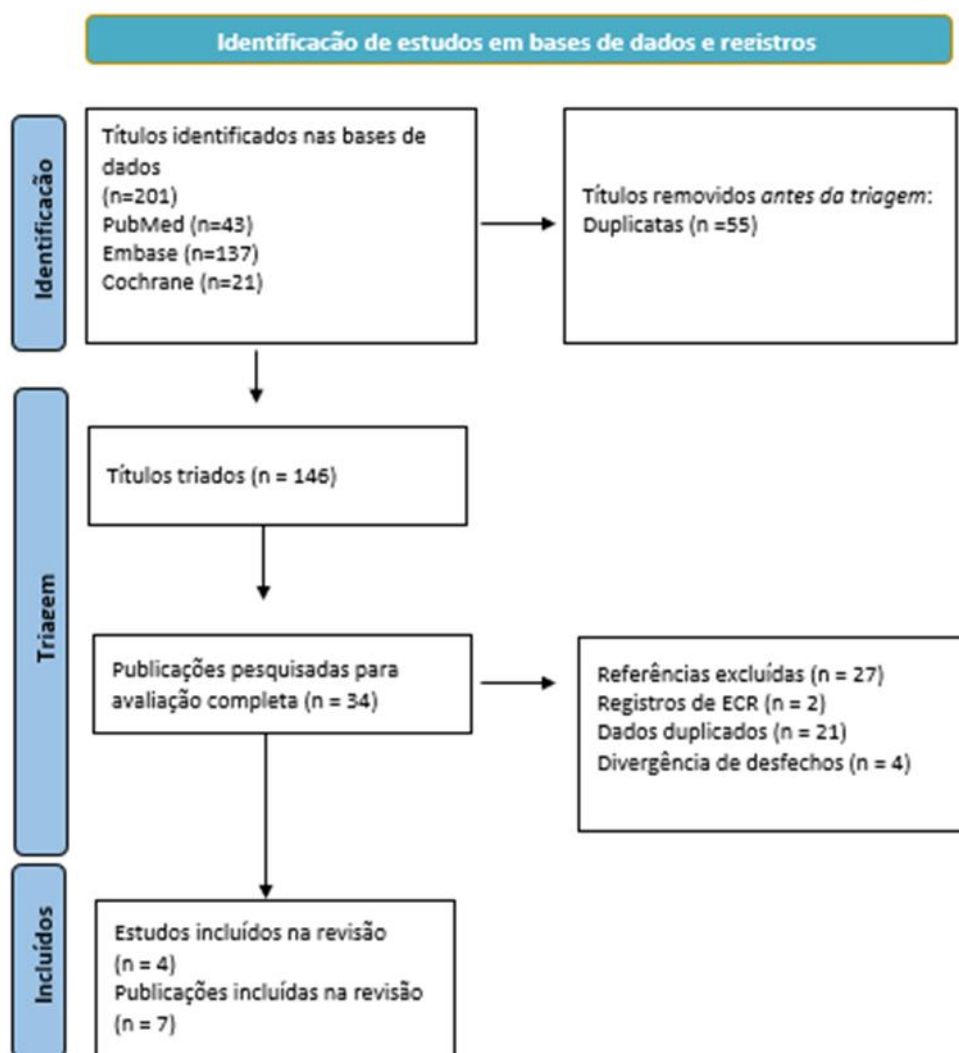 Identificacão de estudos em bases de dados e registros
Identificação
Títulos identificados nas bases de
dados
(n=201)
PubMed (n=43)
Embase (n=137)
Cochrane (n=21)
Títulos removidos antes da triagem:
Duplicatas (n =55)
Triagem
Títulos triados (n = 146)
Publicações pesquisadas para
avaliação completa (n = 34)
Referências excluídas (n = 27)
Registros de ECR (n = 2)
Dados duplicados (n = 21)
Divergência de desfechos (n = 4)
Incluídos
Estudos incluídos na revisão
(n = 4)
Publicações incluídas na revisão
(n = 7)